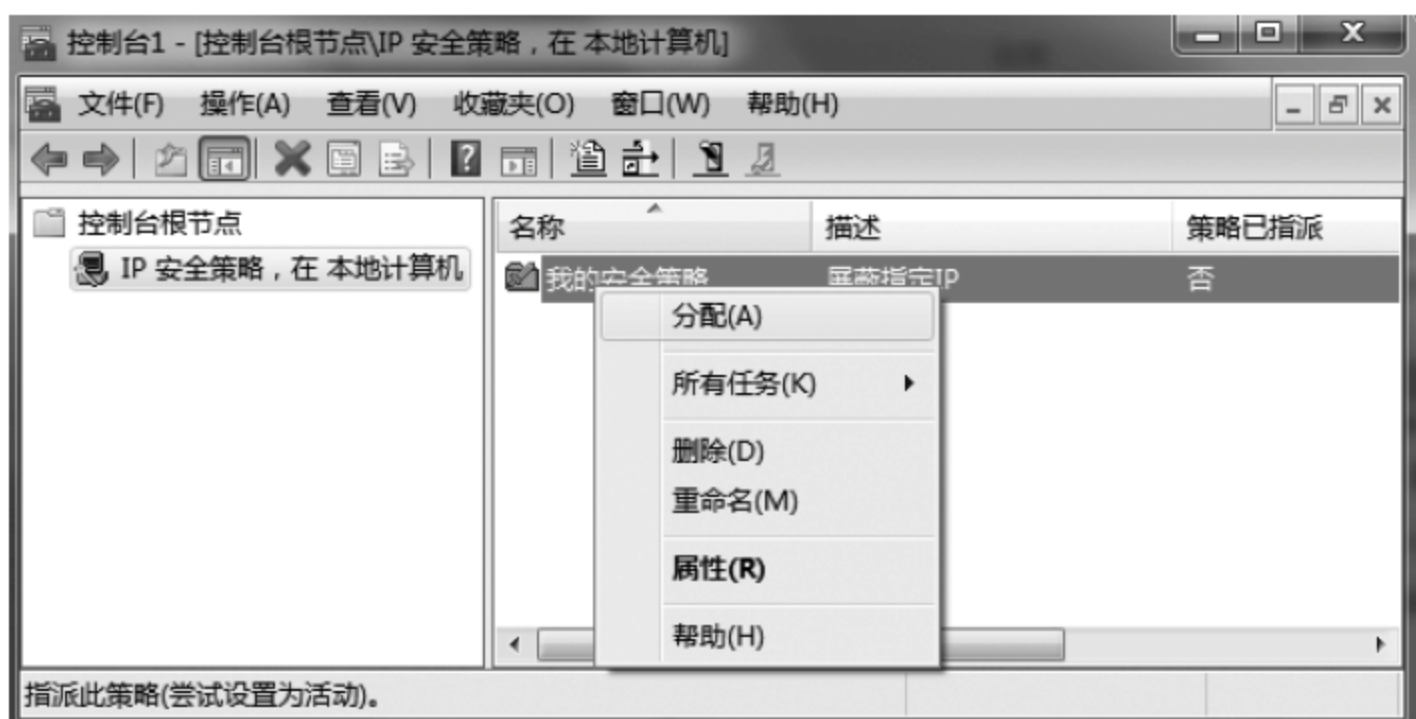 控制台1 - [控制台根节点\IP 安全策略，在 本地计算机]
文件(F) 操作(A) 查看(V) 收藏夹(O) 窗口(W) 帮助(H)
控制台根节点
IP 安全策略，在 本地计算机
名称 描述 策略已指派
我的安全策略 屏蔽指定IP 否
分配(A)
所有任务(K)
删除(D)
重命名(M)
属性(R)
帮助(H)
指派此策略(尝试设置为活动)。